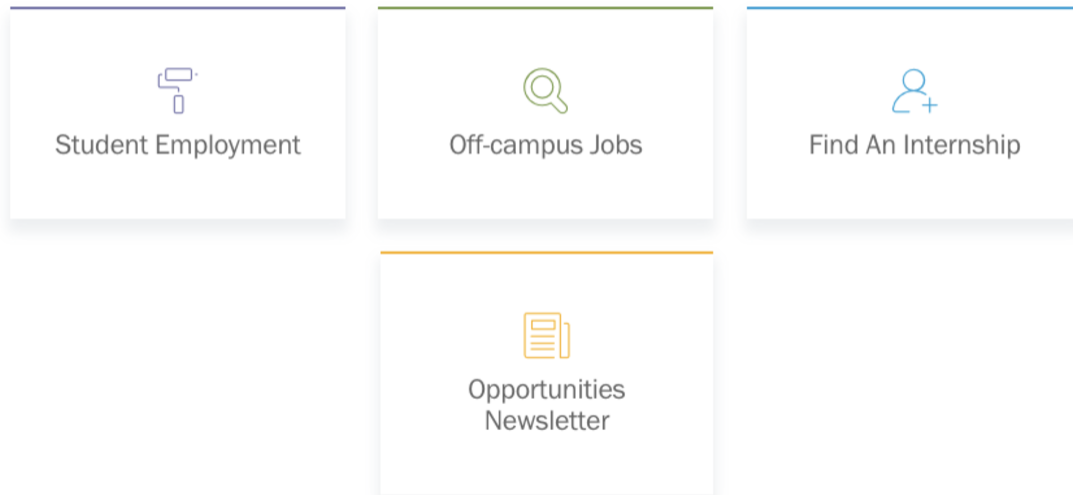 Student Employment
Off-campus Jobs
Find An Internship
Opportunities
Newsletter